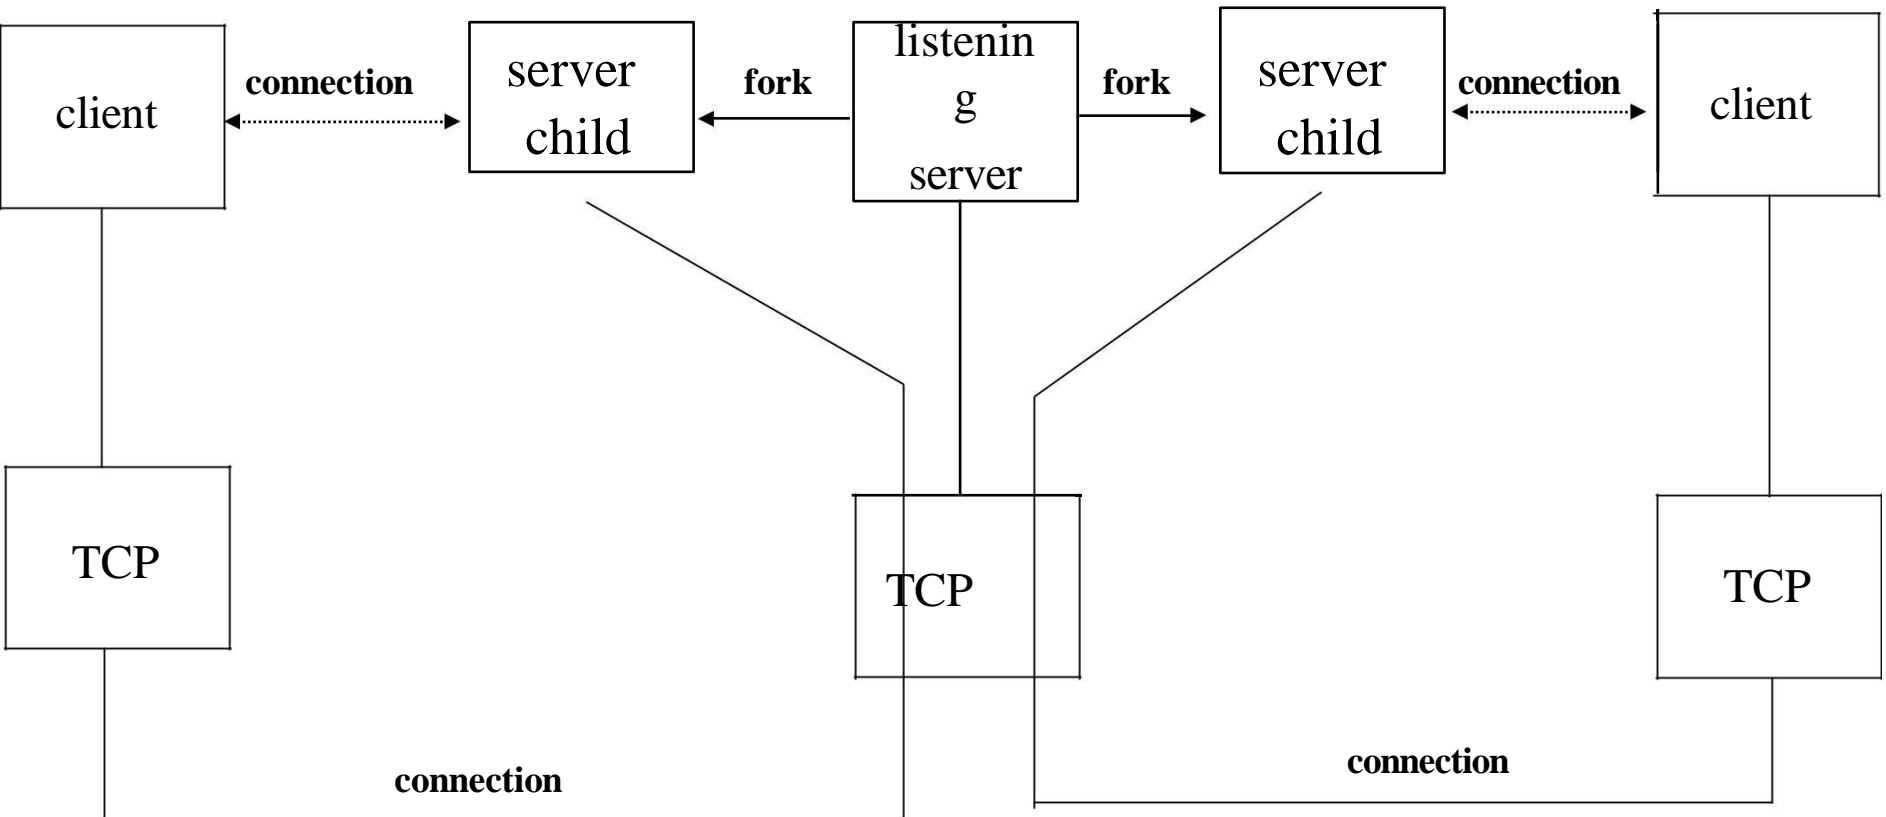 client
connection
server
child
fork
listenin
g
server
fork
server
child
connection
client
TCP
TCP
TCP
connection
connection